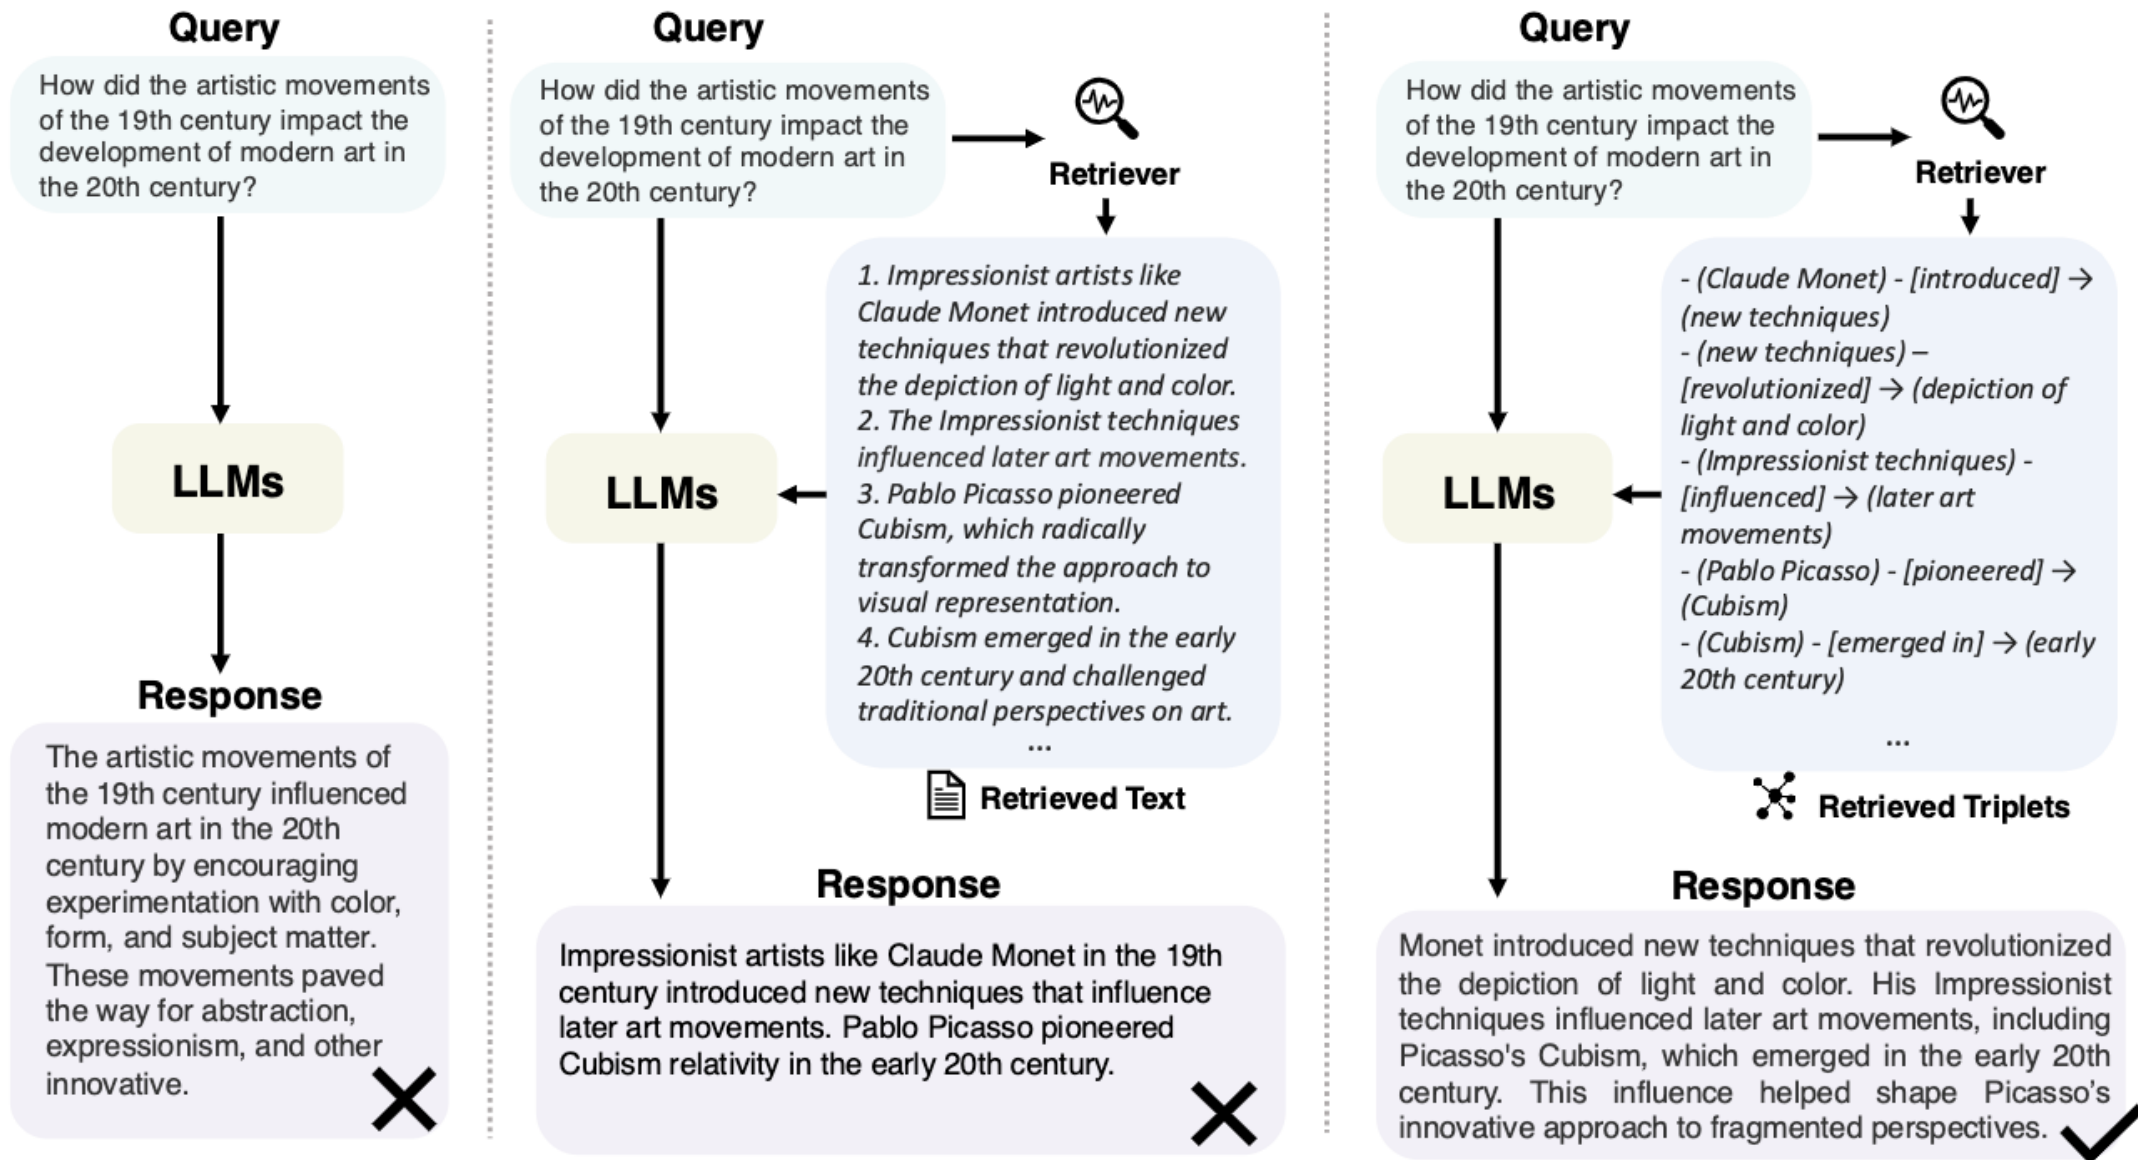 Query
How did the artistic movements
of the 19th century impact the
development of modern art in
the 20th century?
LLMs
Response
The artistic movements of
the 19th century influenced
modern art in the 20th
century by encouraging
experimentation with color,
form, and subject matter.
These movements paved
the way for abstraction,
expressionism, and other
innovative.
Query
How did the artistic movements
of the 19th century impact the
development of modern art in
the 20th century?
Retriever
1. Impressionist artists like
Claude Monet introduced new
techniques that revolutionized
the depiction of light and color.
2. The Impressionist techniques
influenced later art movements.
3. Pablo Picasso pioneered
Cubism, which radically
transformed the approach to
visual representation.
4. Cubism emerged in the early
20th century and challenged
traditional perspectives on art.
...
Retrieved Text
LLMs
Response
Impressionist artists like Claude Monet in the 19th
century introduced new techniques that influence
later art movements. Pablo Picasso pioneered
Cubism relativity in the early 20th century.
Query
How did the artistic movements
of the 19th century impact the
development of modern art in
the 20th century?
Retriever
- (Claude Monet) - [introduced] →
(new techniques)
- (new techniques) –
[revolutionized] → (depiction of
light and color)
- (Impressionist techniques) -
[influenced] → (later art
movements)
- (Pablo Picasso) - [pioneered] →
(Cubism)
- (Cubism) - [emerged in] → (early
20th century)
...
Retrieved Triplets
LLMs
Response
Monet introduced new techniques that revolutionized
the depiction of light and color. His Impressionist
techniques influenced later art movements, including
Picasso's Cubism, which emerged in the early 20th
century. This influence helped shape Picasso's
innovative approach to fragmented perspectives.